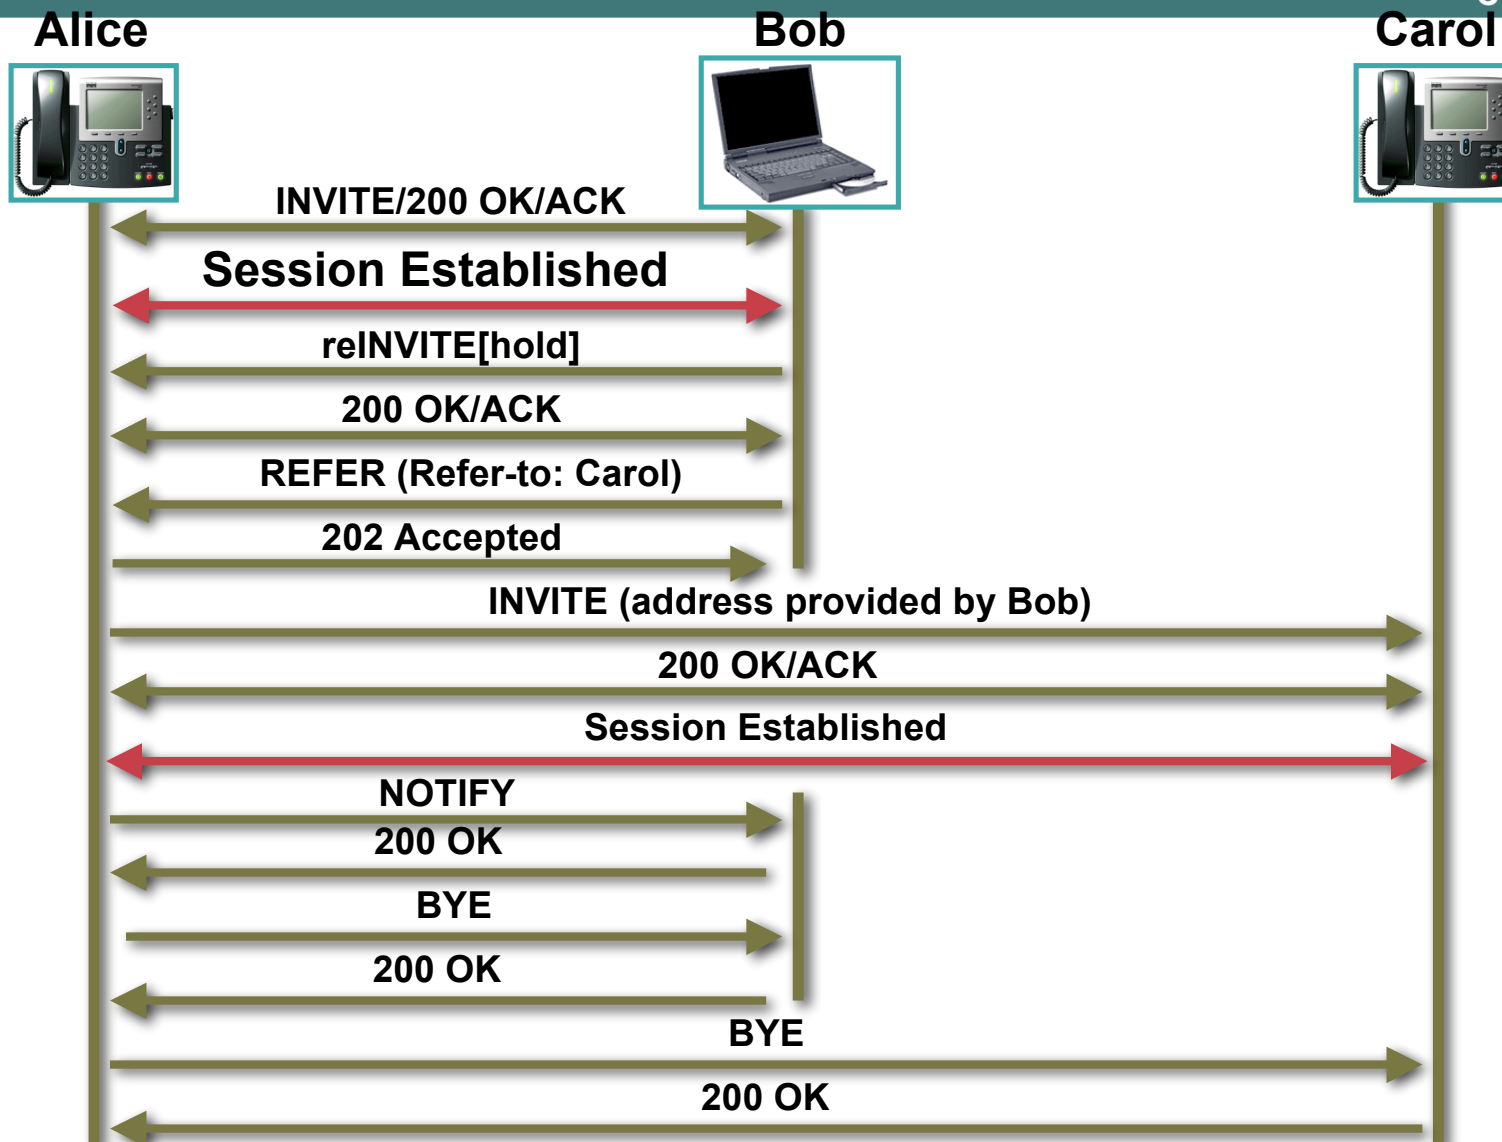 Alice
Bob
Carol
INVITE/200 OK/ACK
Session Established
reINVITE[hold]
200 OK/ACK
REFER (Refer-to: Carol)
202 Accepted
INVITE (address provided by Bob)
200 OK/ACK
Session Established
NOTIFY
200 OK
BYE
200 OK
BYE
200 OK